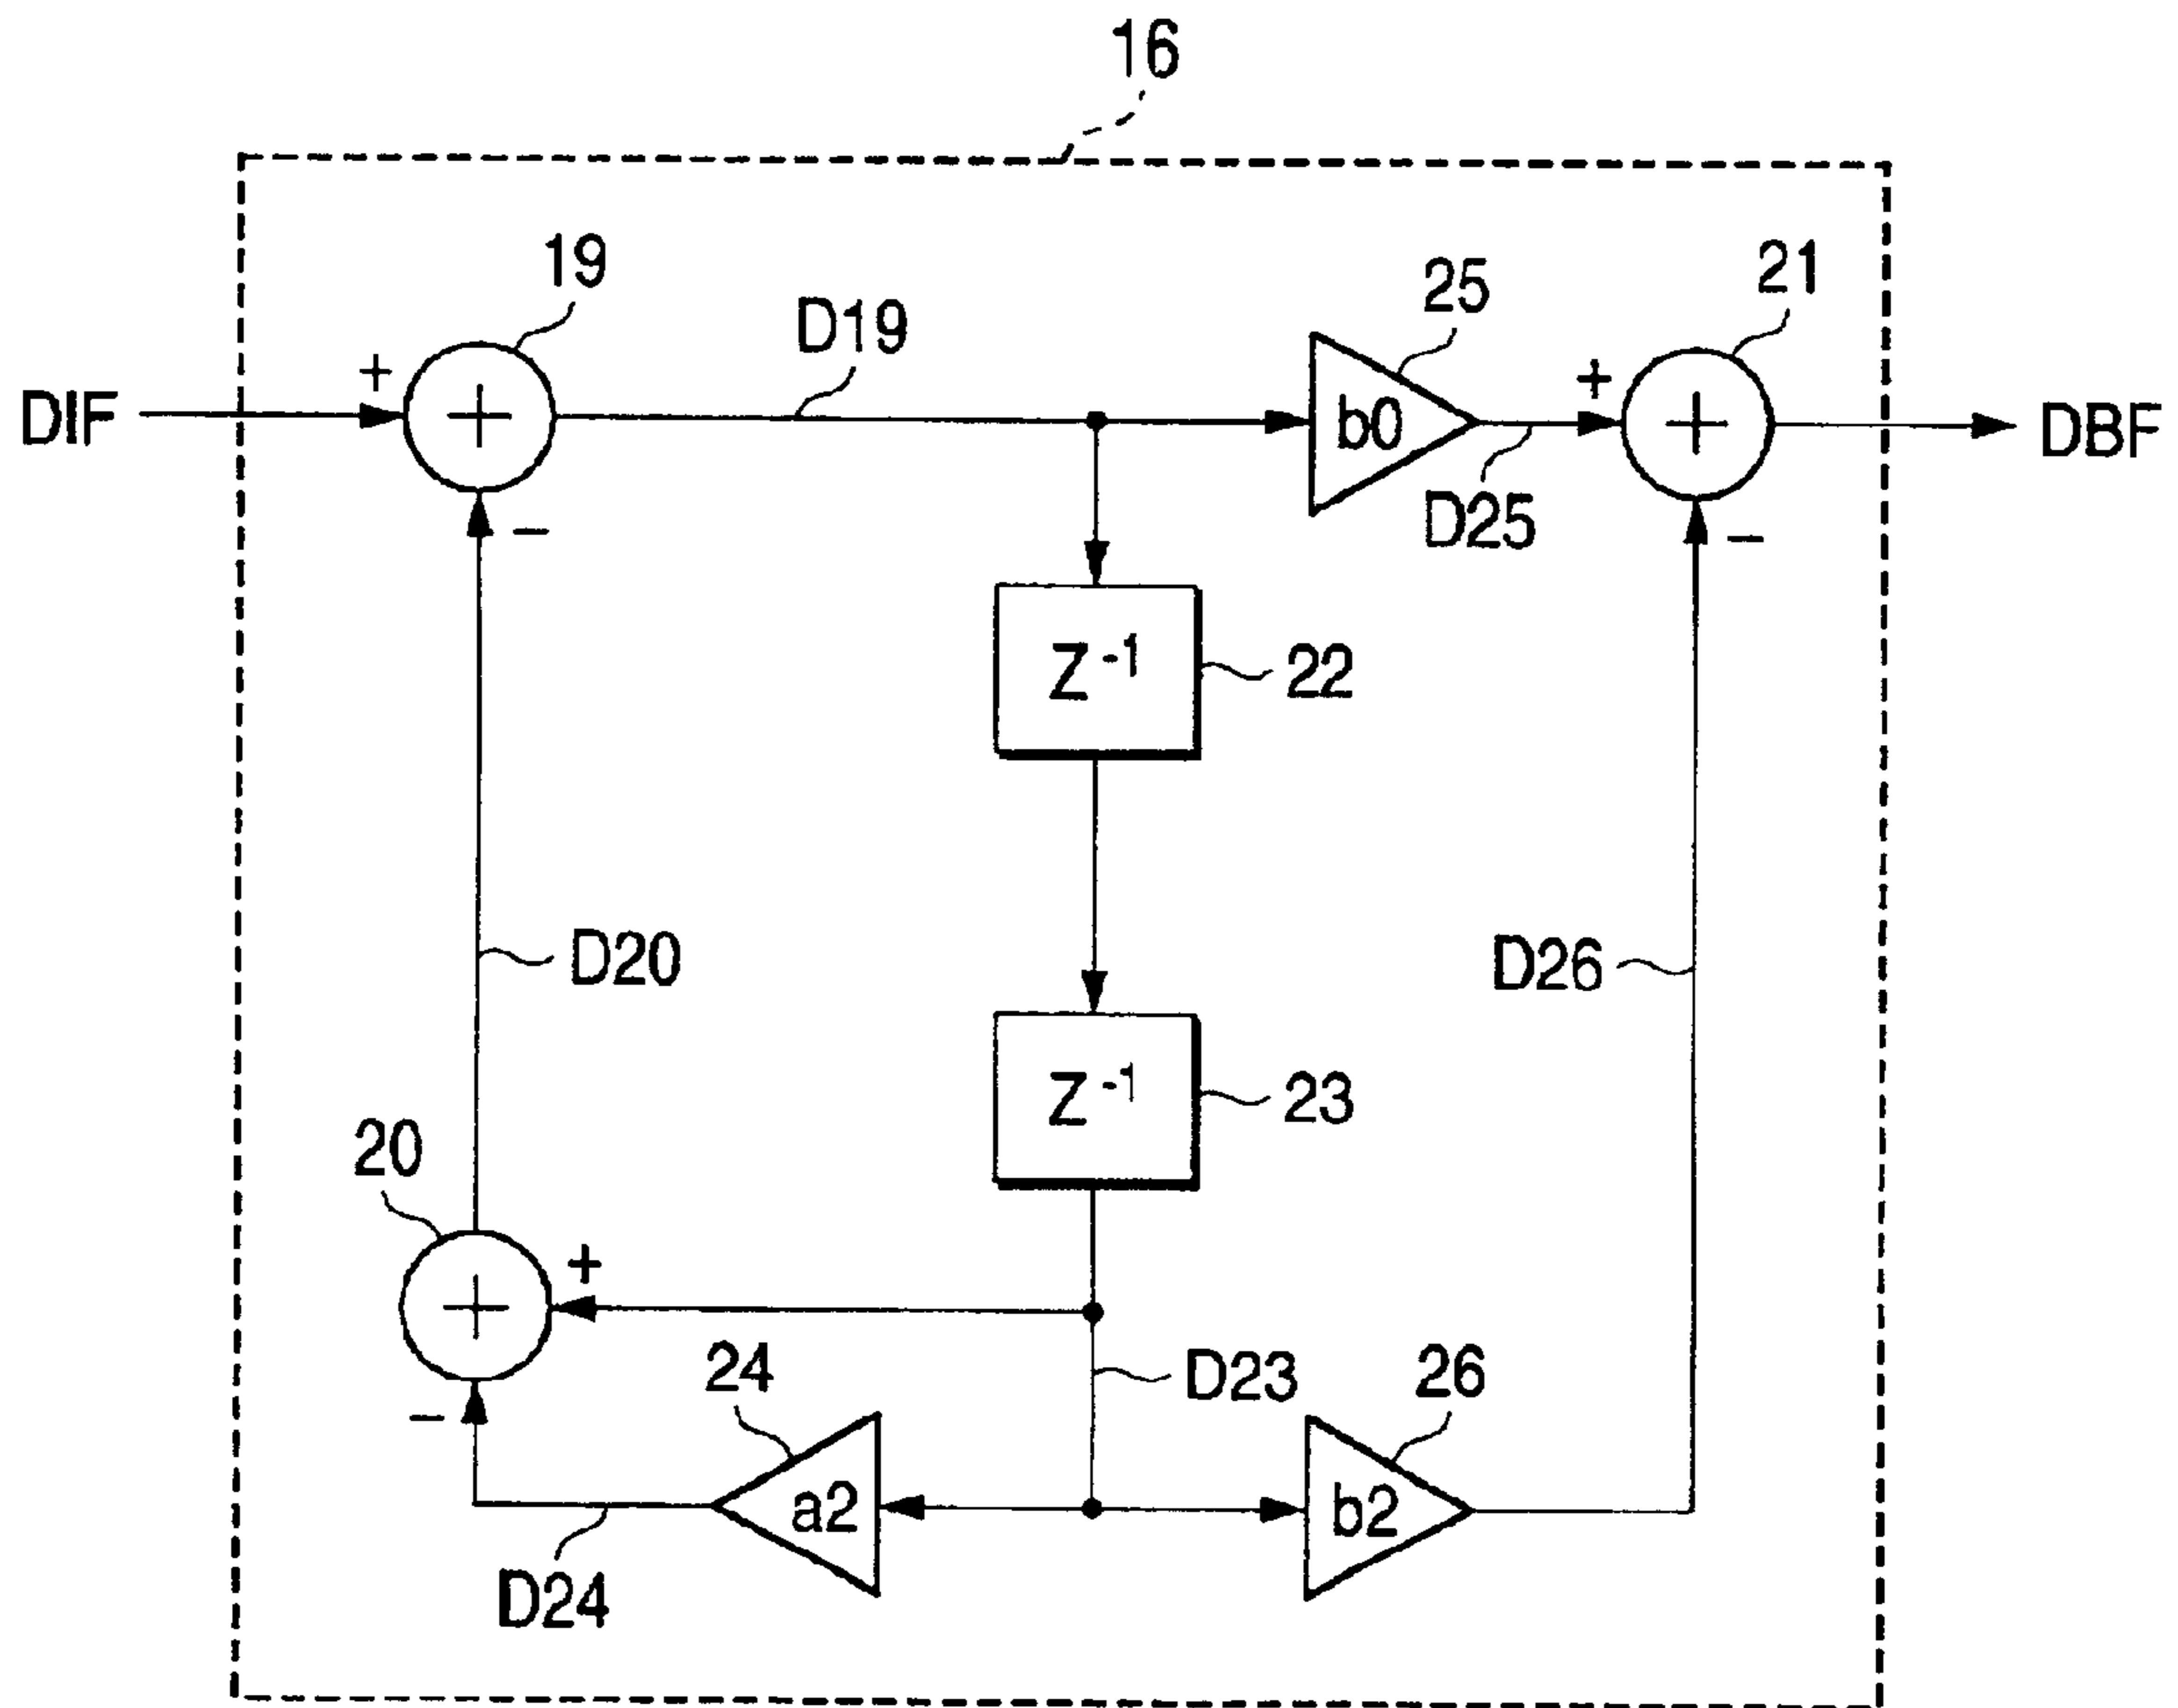 16
19
D19
25
21
+
+
DIF
+
b0
+
DBF
D25
−
−
Z⁻¹
22
D20
D26
Z⁻¹
23
20
+
24
D23
26
−
+
a2
b2
D24